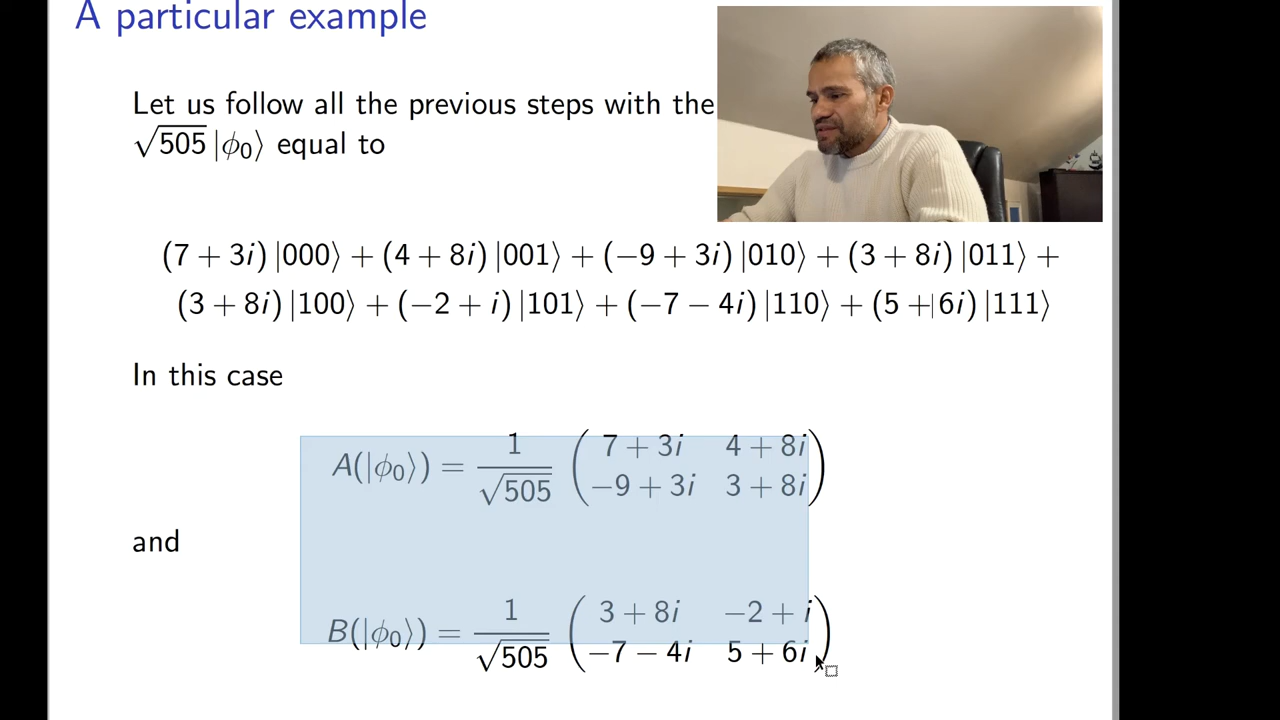 A particular example
Let us follow all the previous steps with the
√505 |ϕ₀⟩ equal to
(7 + 3i) |000⟩ + (4 + 8i) |001⟩ + (−9 + 3i) |010⟩ + (3 + 8i) |011⟩ +
(3 + 8i) |100⟩ + (−2 + i) |101⟩ + (−7 − 4i) |110⟩ + (5 + 6i) |111⟩
In this case
A(|ϕ₀⟩) = 1/√505 ( 7 + 3i 4 + 8i
−9 + 3i 3 + 8i )
and
B(|ϕ₀⟩) = 1/√505 ( 3 + 8i −2 + i
−7 − 4i 5 + 6i )